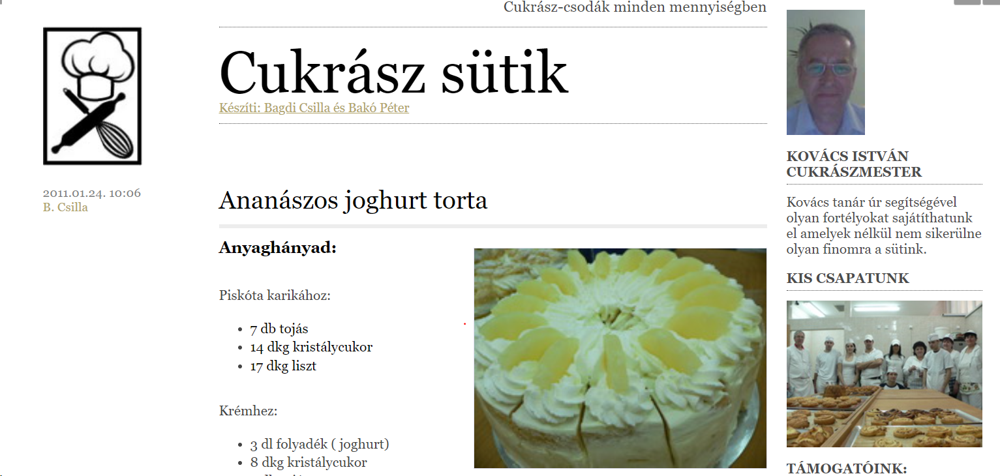 Cukrász-csodák minden mennyiségben
Cukrász sütik
Készíti: Bagdi Csilla és Bakó Péter
2011.01.24. 10:06
B. Csilla
Ananászos joghurt torta
Anyaghányad:
Piskóta karikához:
7 db tojás
14 dkg kristálycukor
17 dkg liszt
Krémhez:
3 dl folyadék ( joghurt)
8 dkg kristálycukor
KOVÁCS ISTVÁN
CUKRÁSZMESTER
Kovács tanár úr segítségével
olyan fortélyokat sajátíthatunk
el amelyek nélkül nem sikerülne
olyan finomra a sütink.
KIS CSAPATUNK
TÁMOGATÓINK: